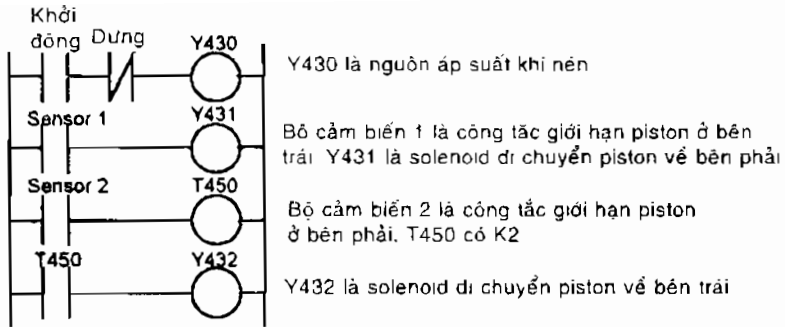 Khởi
động Dưng Y430
Y430 là nguồn áp suất khí nén
Sensor 1 Y431
Bộ cảm biến 1 là công tắc giới hạn piston ở bên
trái Y431 là solenoid di chuyển piston về bên phải
Sensor 2 T450
Bộ cảm biến 2 là công tắc giới hạn piston
ở bên phải. T450 có K2
T450 Y432
Y432 là solenoid di chuyển piston về bên trái